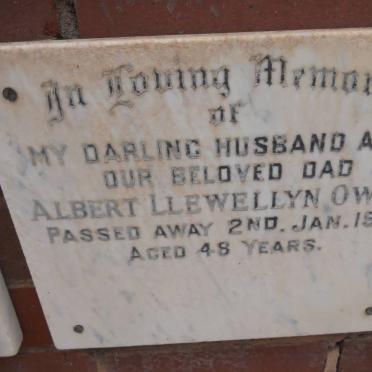 In Loving Memor
of
MY DARLING HUSBAND A
OUR BELOVED DAD
ALBERT LLEWELLYN OW
PASSED AWAY 2ND. JAN. 19
AGED 48 YEARS.